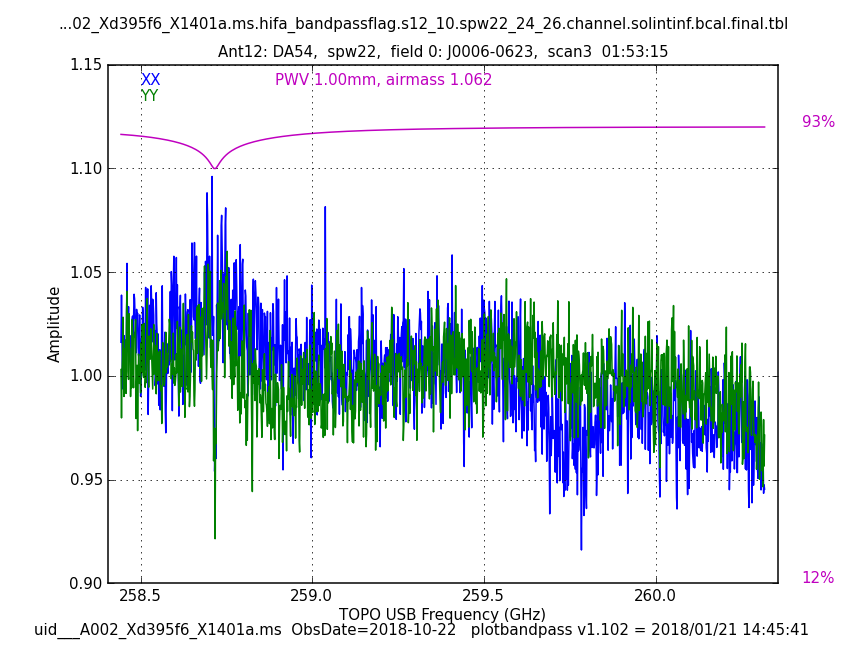 ...02_Xd395f6_X1401a.ms.hifa_bandpassflag.s12_10.spw22_24_26.channel.solintinf.bcal.final.tbl
Ant12: DA54, spw22, field 0: J0006-0623, scan3 01:53:15
1.15
XX
PWV 1.00mm, airmass 1.062
YY
93%
1.10
1.05
Amplitude
1.00
0.95
12%
0.90
258.5 259.0 259.5 260.0
TOPO USB Frequency (GHz)
uid___A002_Xd395f6_X1401a.ms ObsDate=2018-10-22 plotbandpass v1.102 = 2018/01/21 14:45:41